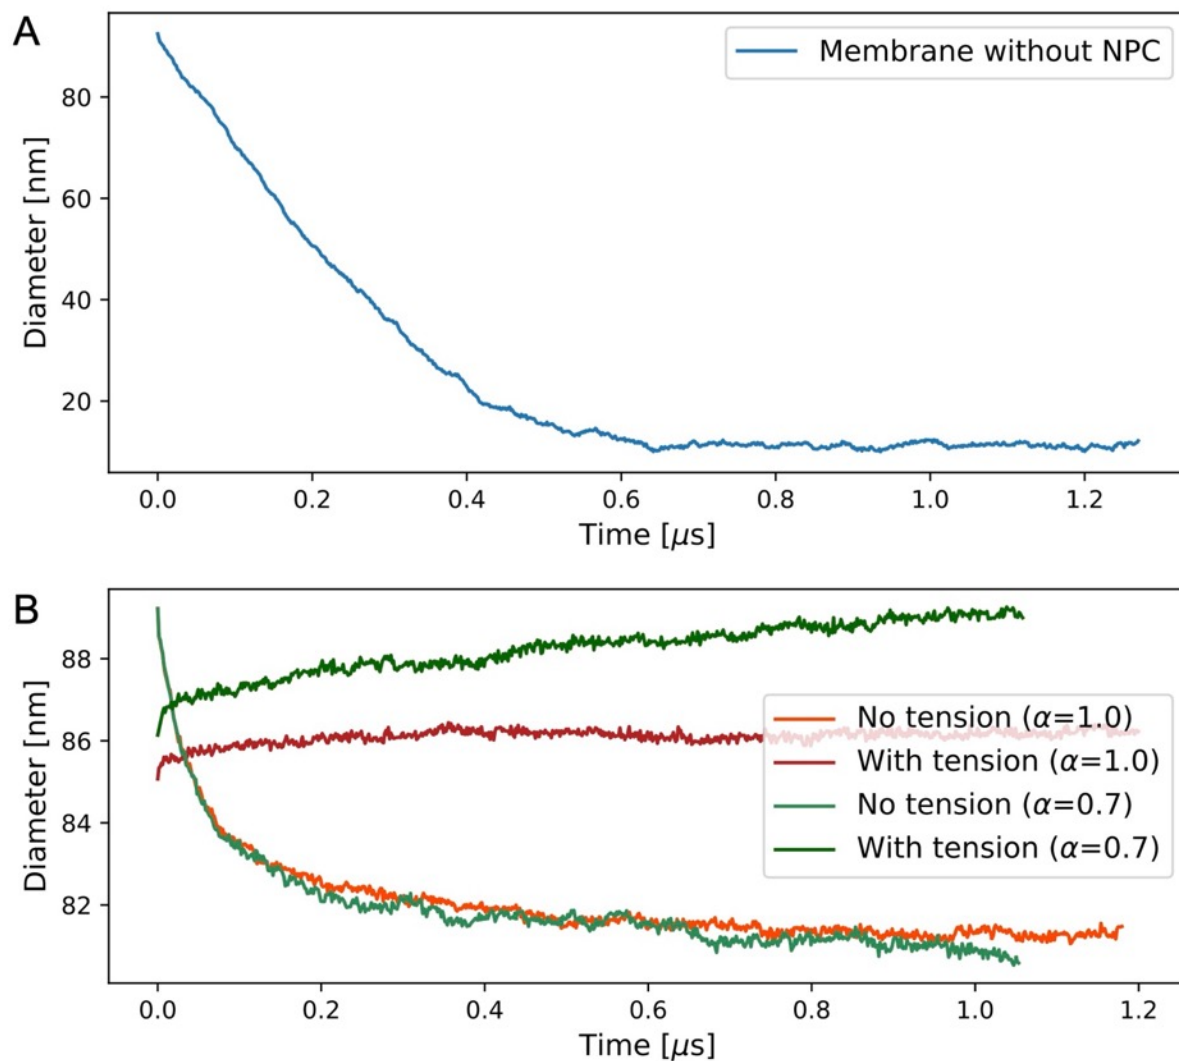 A
Membrane without NPC
Diameter [nm]
80
60
40
20
0.0 0.2 0.4 0.6 0.8 1.0 1.2
Time [μs]
B
Diameter [nm]
88
86
84
82
No tension (α=1.0)
With tension (α=1.0)
No tension (α=0.7)
With tension (α=0.7)
0.0 0.2 0.4 0.6 0.8 1.0 1.2
Time [μs]